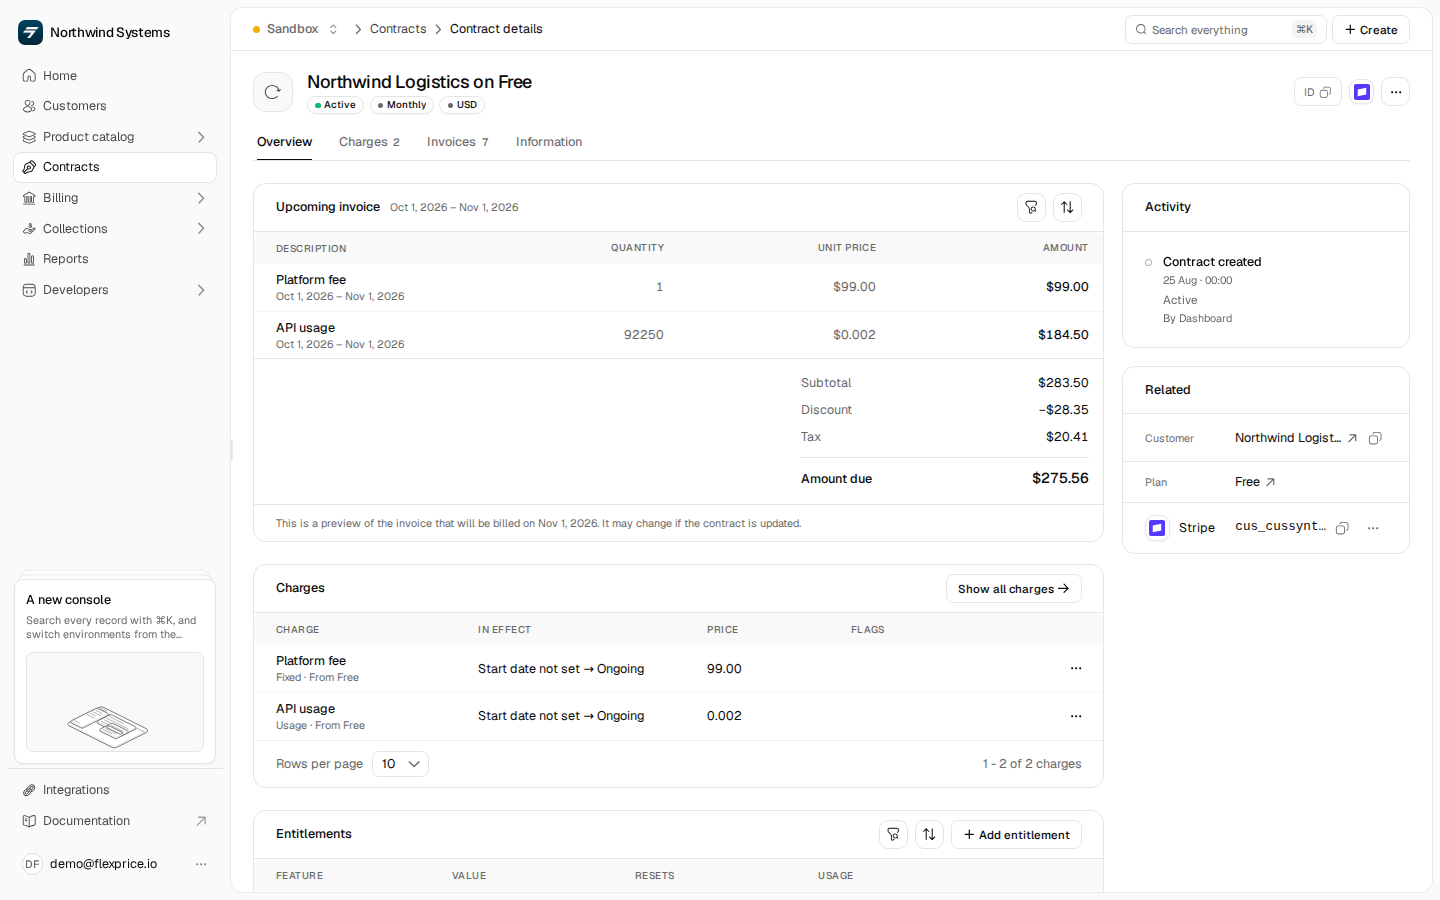 Northwind Systems
Home
Customers
Product catalog
Contracts
Billing
Collections
Reports
Developers
A new console
Search every record with ⌘K, and
switch environments from the...
Integrations
Documentation
DF demo@flexprice.io
Sandbox Contracts Contract details
Search everything ⌘K
Create
Northwind Logistics on Free
Active Monthly USD
ID
Overview Charges 2 Invoices 7 Information
Upcoming invoice Oct 1, 2026 – Nov 1, 2026
DESCRIPTION QUANTITY UNIT PRICE AMOUNT
Platform fee 1 $99.00 $99.00
Oct 1, 2026 – Nov 1, 2026
API usage 92250 $0.002 $184.50
Oct 1, 2026 – Nov 1, 2026
Subtotal $283.50
Discount −$28.35
Tax $20.41
Amount due $275.56
This is a preview of the invoice that will be billed on Nov 1, 2026. It may change if the contract is updated.
Charges Show all charges →
CHARGE IN EFFECT PRICE FLAGS
Platform fee Start date not set → Ongoing 99.00
Fixed · From Free
API usage Start date not set → Ongoing 0.002
Usage · From Free
Rows per page 10 1 - 2 of 2 charges
Entitlements Add entitlement
FEATURE VALUE RESETS USAGE
Activity
Contract created
25 Aug · 00:00
Active
By Dashboard
Related
Customer Northwind Logist...
Plan Free
Stripe cus_cussynt...